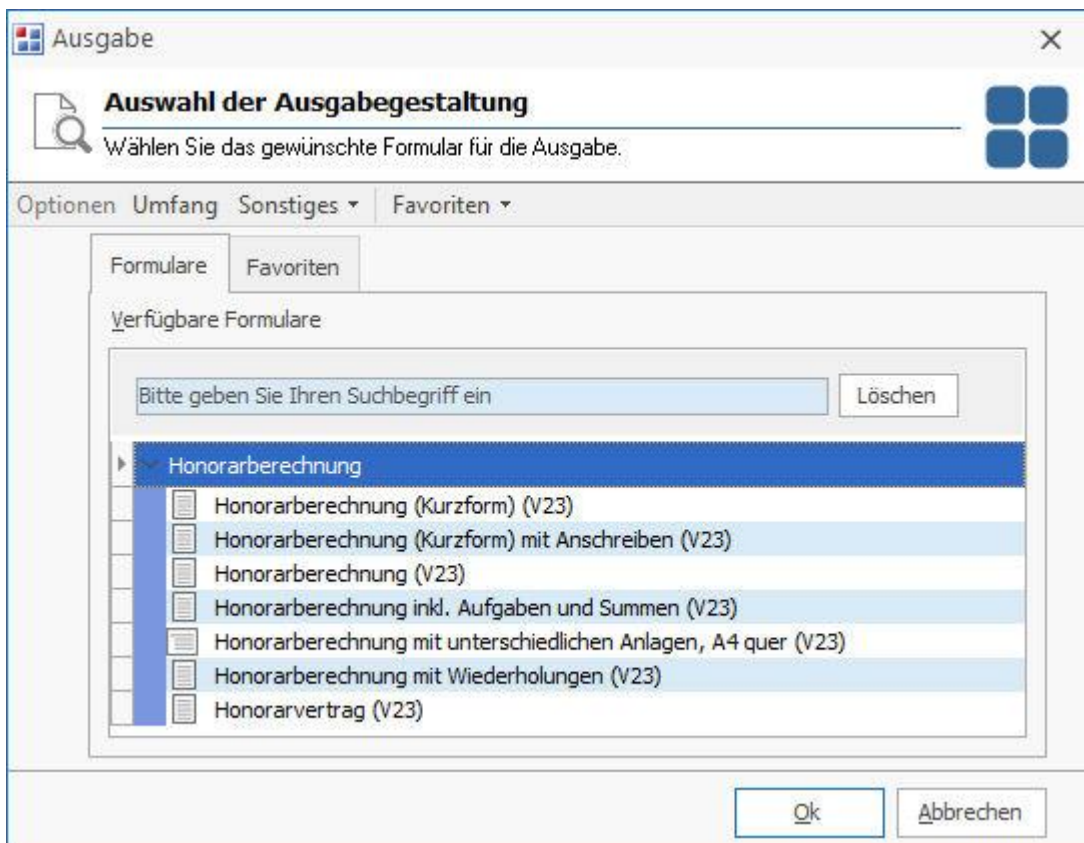 Ausgabe
Auswahl der Ausgabegestaltung
Wählen Sie das gewünschte Formular für die Ausgabe.
Optionen Umfang Sonstiges Favoriten
Formulare Favoriten
Verfügbare Formulare
Bitte geben Sie Ihren Suchbegriff ein Löschen
Honorarberechnung
Honorarberechnung (Kurzform) (V23)
Honorarberechnung (Kurzform) mit Anschreiben (V23)
Honorarberechnung (V23)
Honorarberechnung inkl. Aufgaben und Summen (V23)
Honorarberechnung mit unterschiedlichen Anlagen, A4 quer (V23)
Honorarberechnung mit Wiederholungen (V23)
Honorarvertrag (V23)
Ok Abbrechen